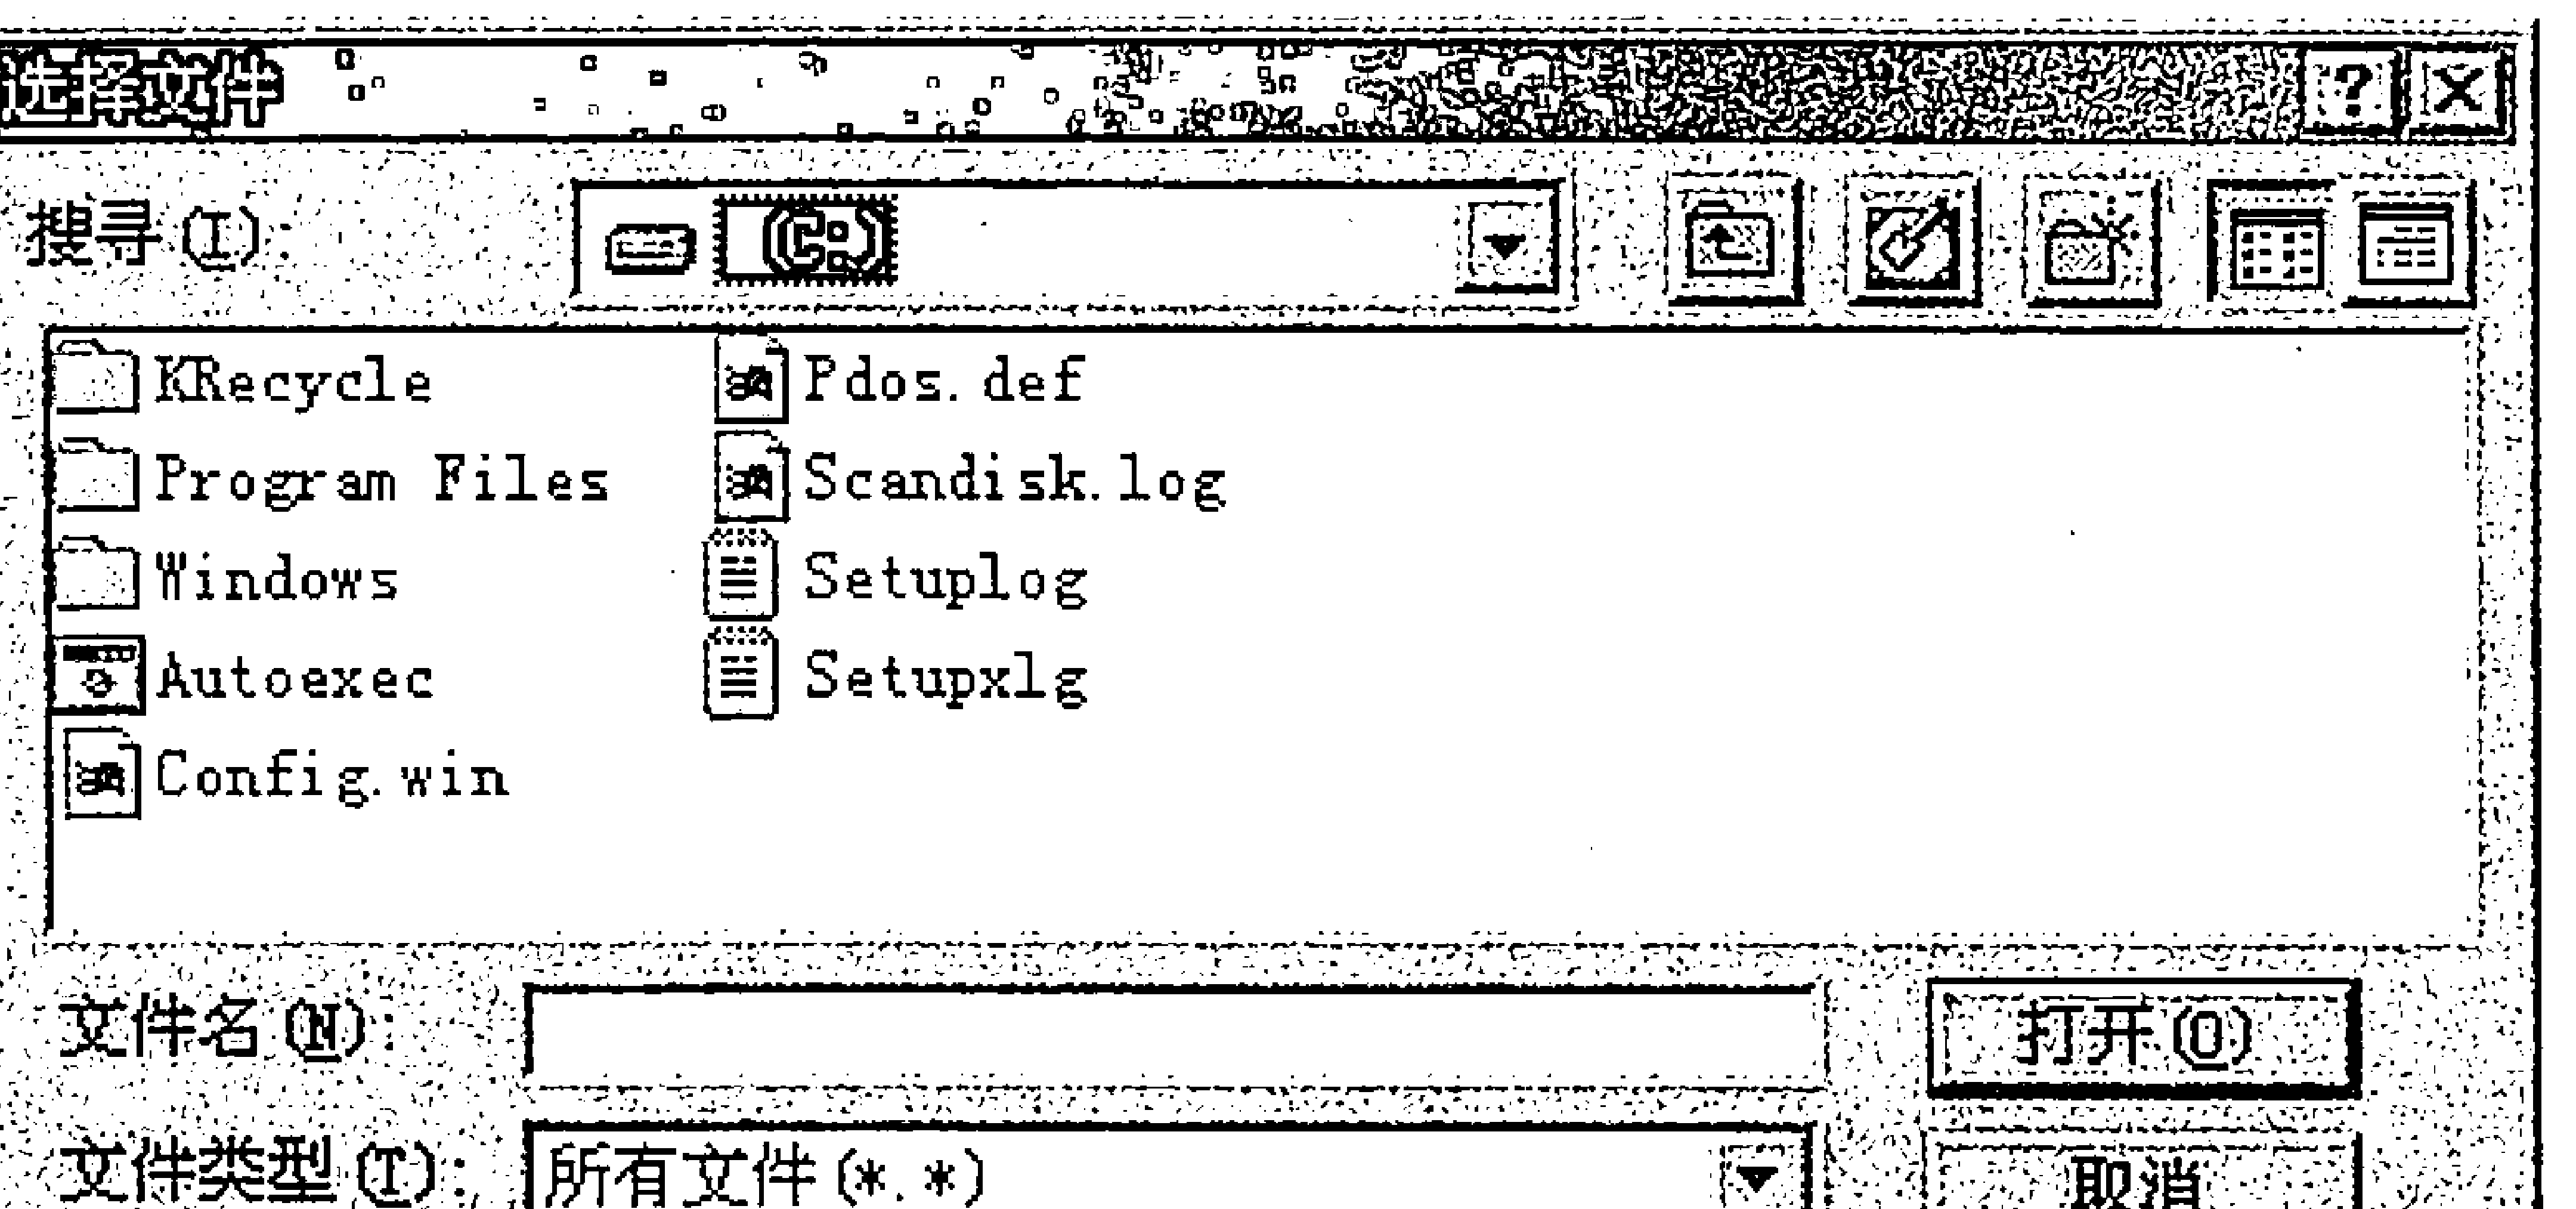 选择文件
搜寻(I):
(C:)
KRecycle
Pdos.def
Program Files
Scandisk.log
Windows
Setuplog
Autoexec
Setupxlg
Config.win
文件名(N):
打开(O)
文件类型(T):
所有文件(*.*)
取消